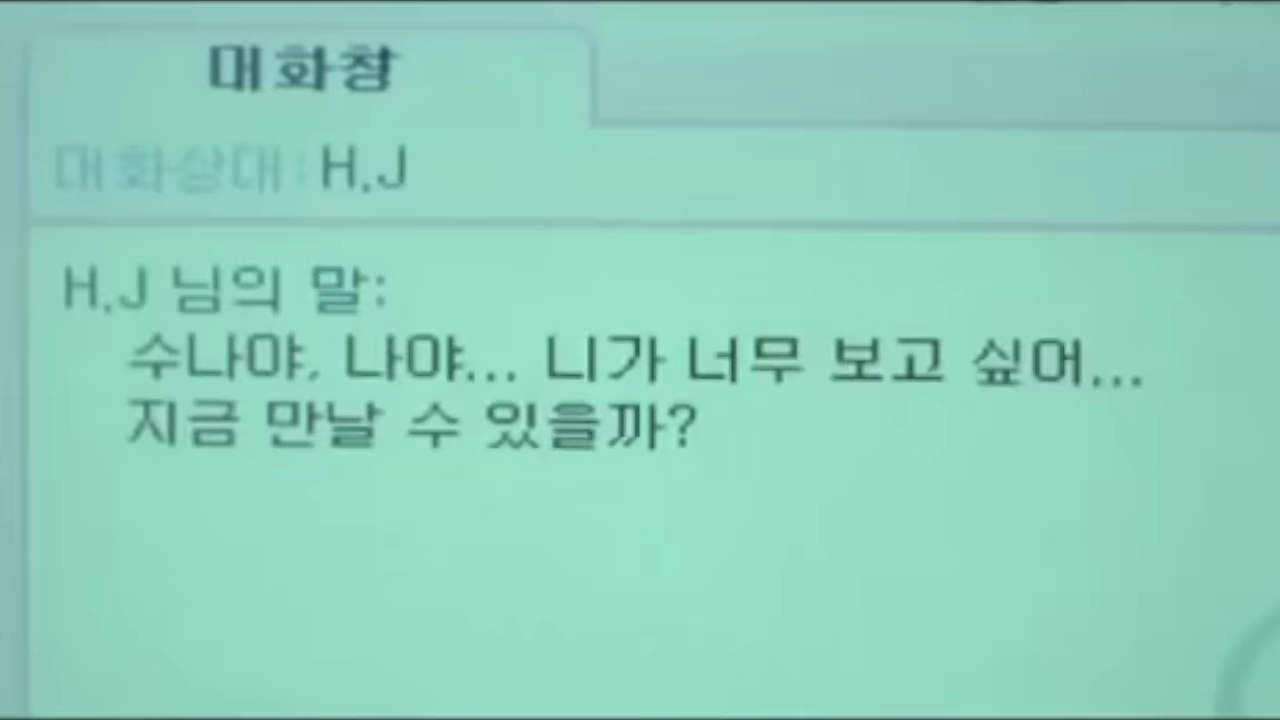 대화창
대화상대: H.J
H.J 님의 말:
수나야, 나야... 니가 너무 보고 싶어...
지금 만날 수 있을까?